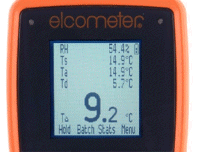 elcometer
RH 54.4%
Ts 14.9°C
Ta 14.9°C
Td 5.7°C
T△ 9.2 °C
Hold Batch Stats Menu